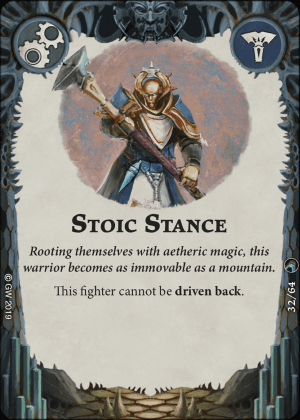 STOIC STANCE
Rooting themselves with aetheric magic, this
warrior becomes as immovable as a mountain.
This fighter cannot be driven back.
© GW 2019
32/64